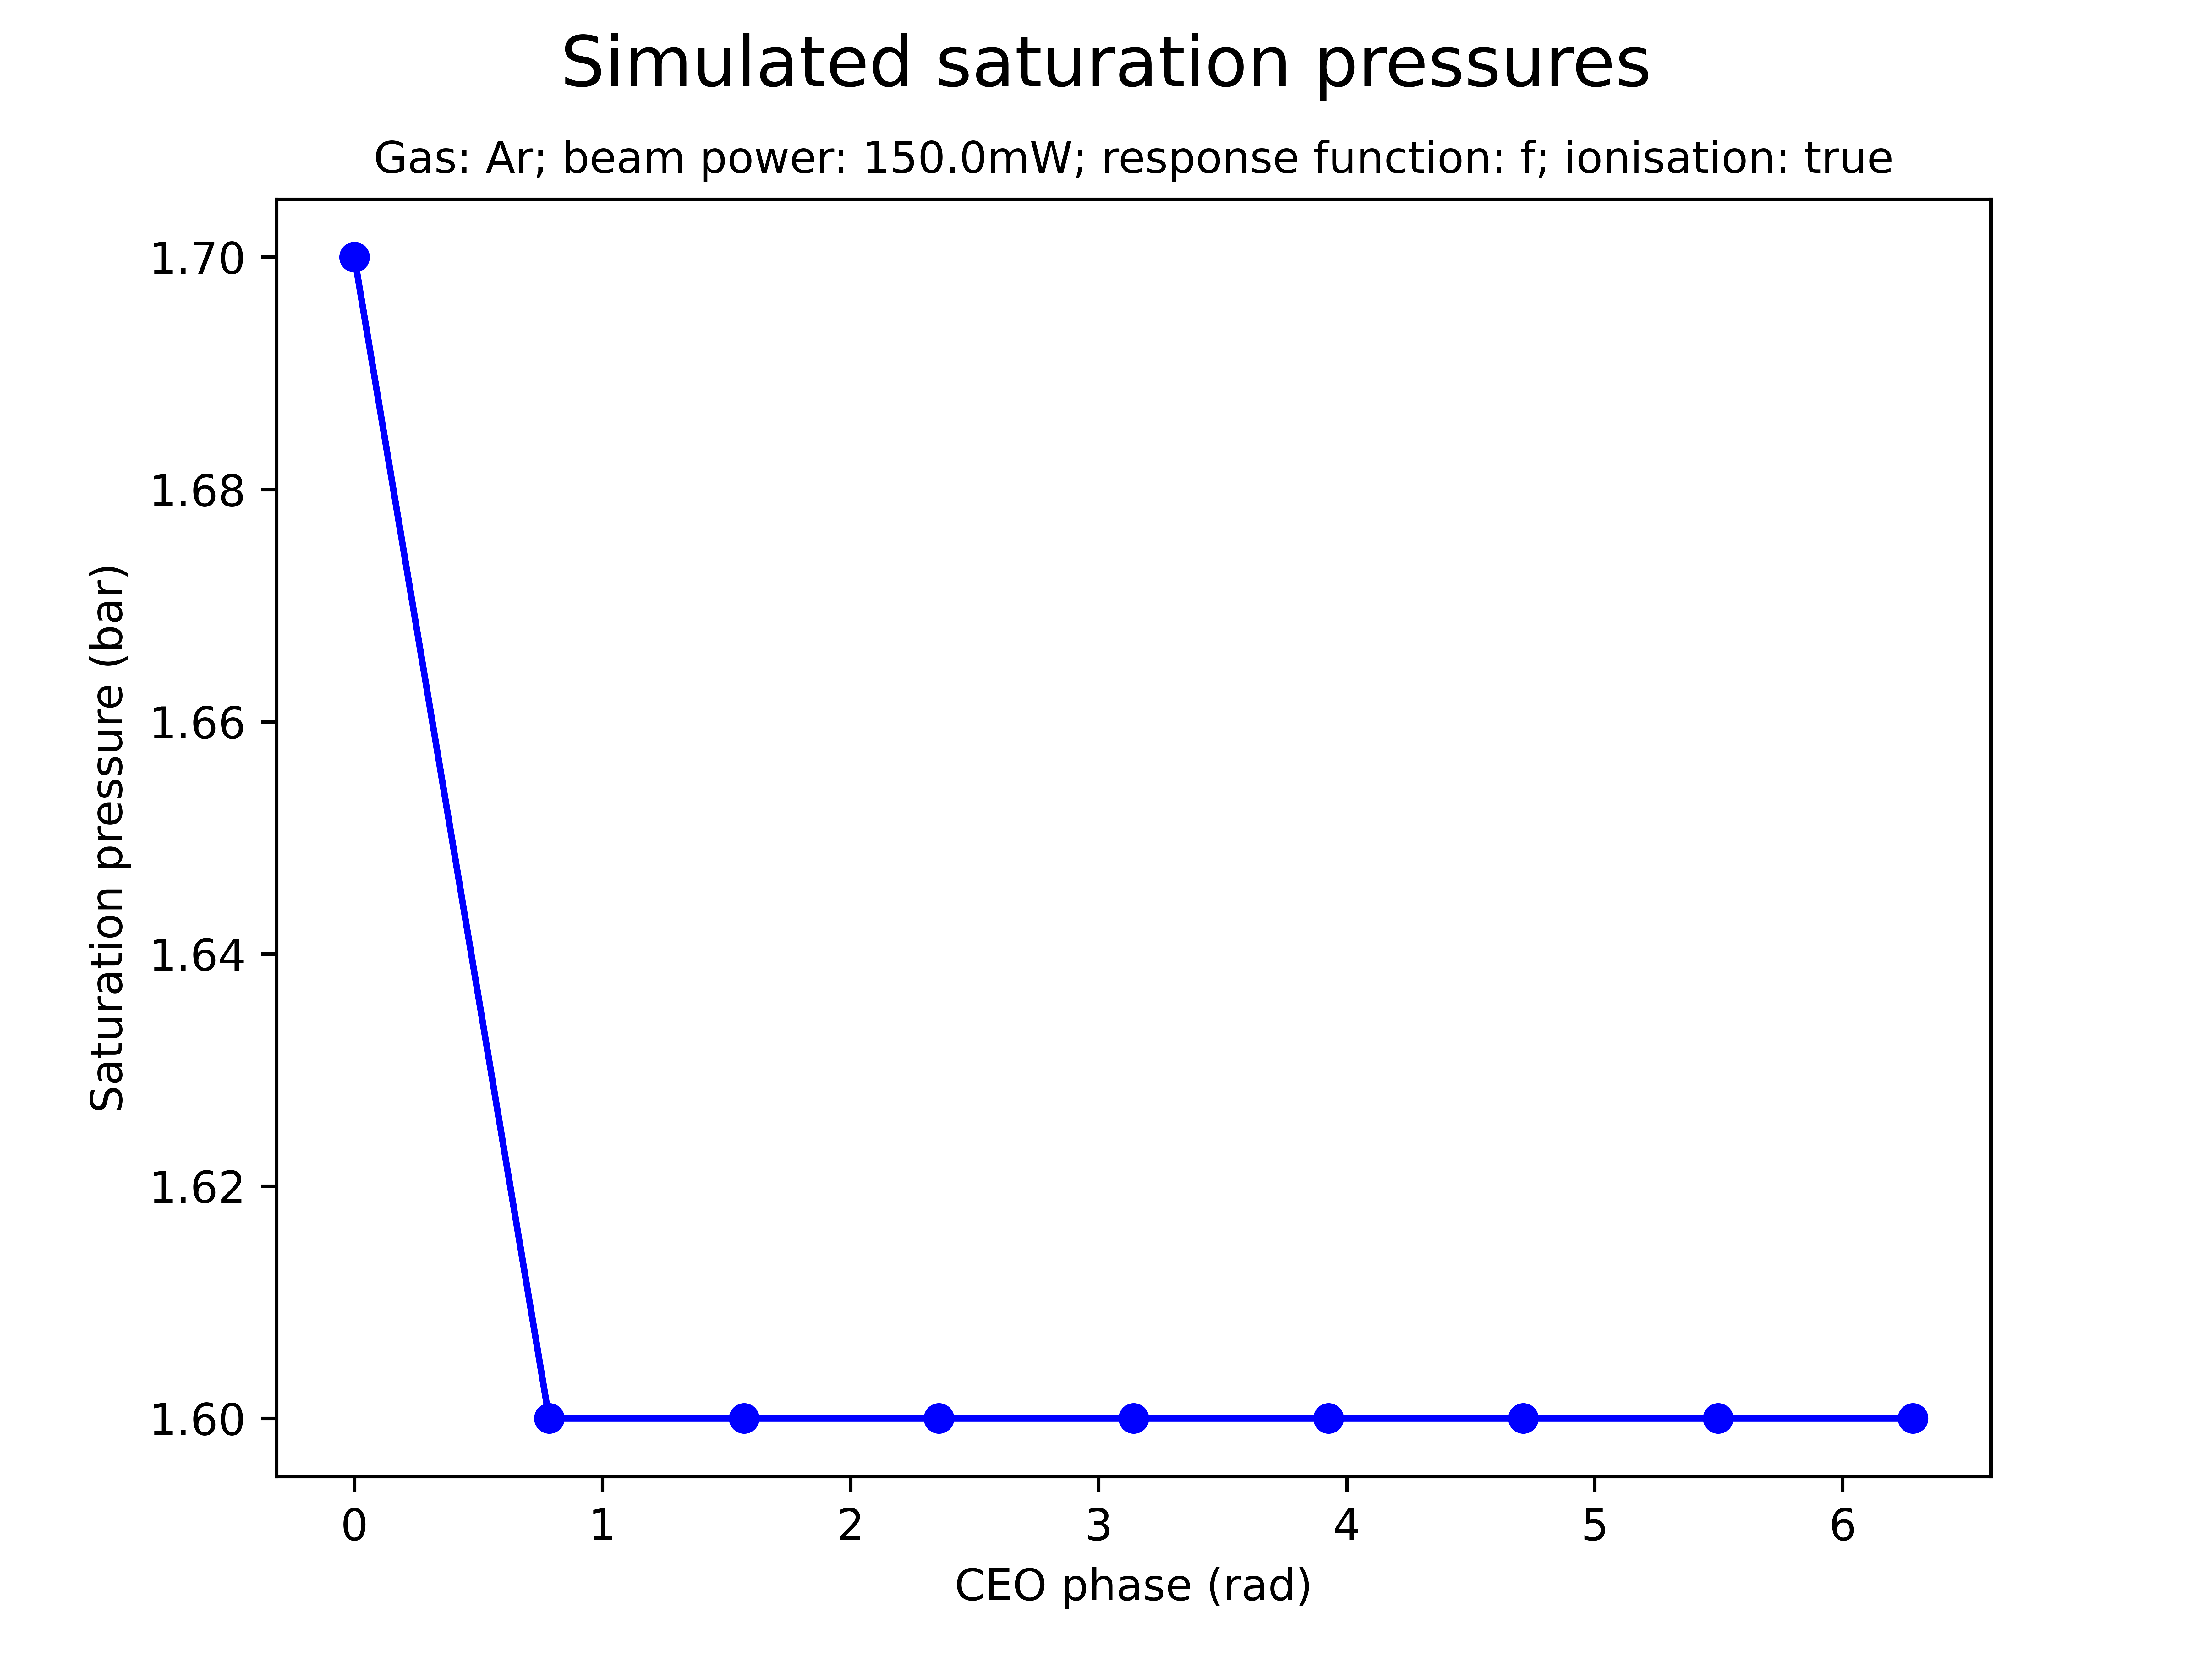 Simulated saturation pressures
Gas: Ar; beam power: 150.0mW; response function: f; ionisation: true
Saturation pressure (bar)
1.70
1.68
1.66
1.64
1.62
1.60
0 1 2 3 4 5 6
CEO phase (rad)